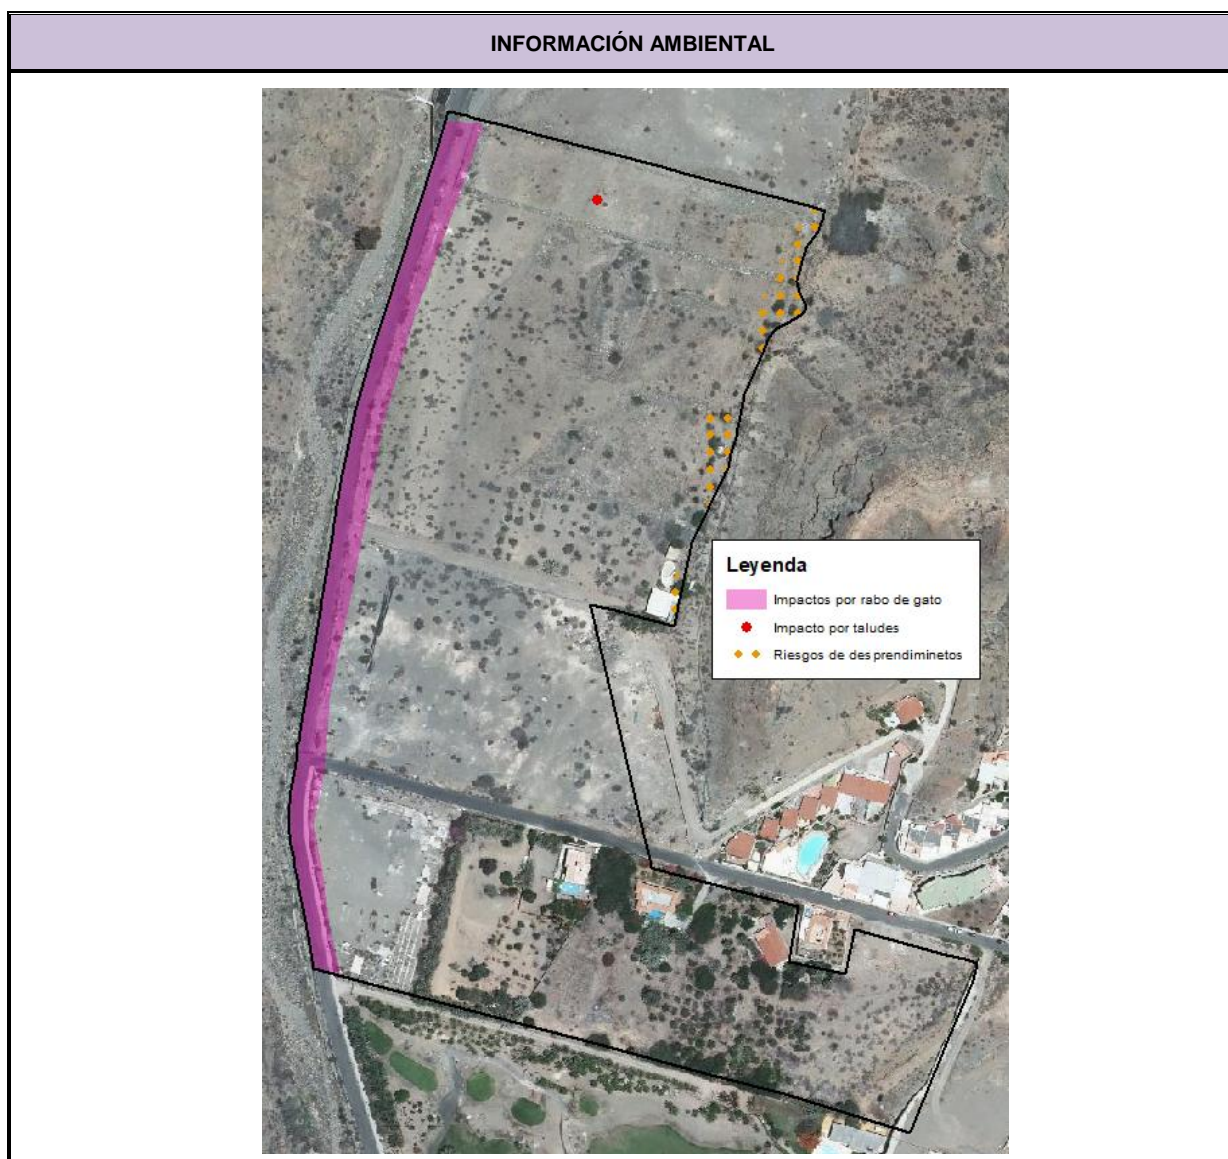 INFORMACIÓN AMBIENTAL
Leyenda
Impactos por rabo de gato
Impacto por taludes
Riesgos de desprendiminetos